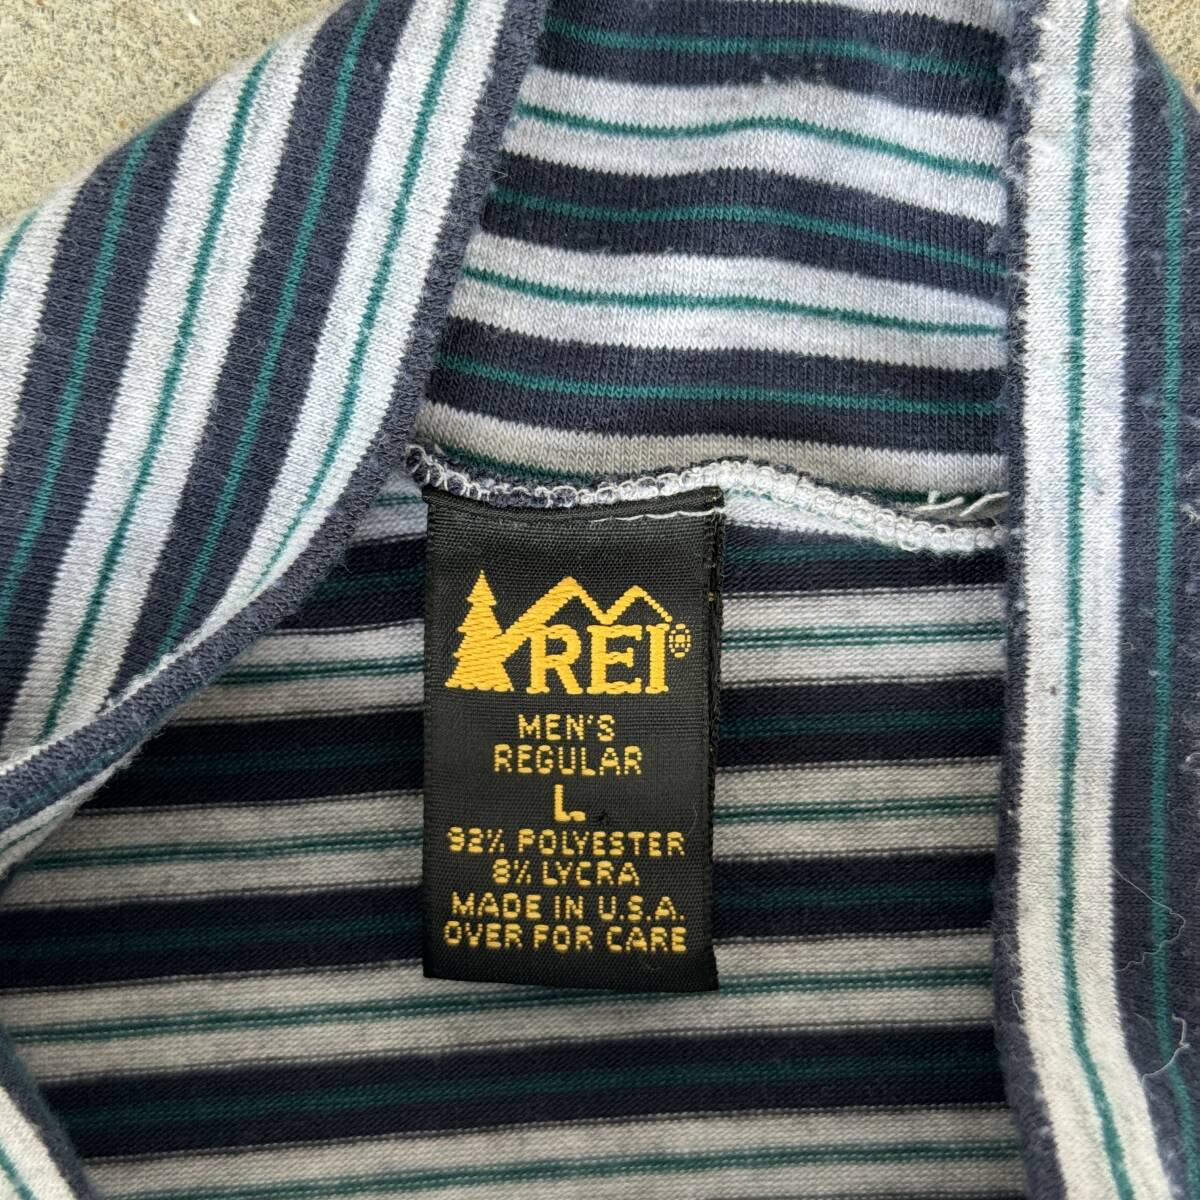 REI®
MEN'S
REGULAR
L
92% POLYESTER
8% LYCRA
MADE IN U.S.A.
OVER FOR CARE